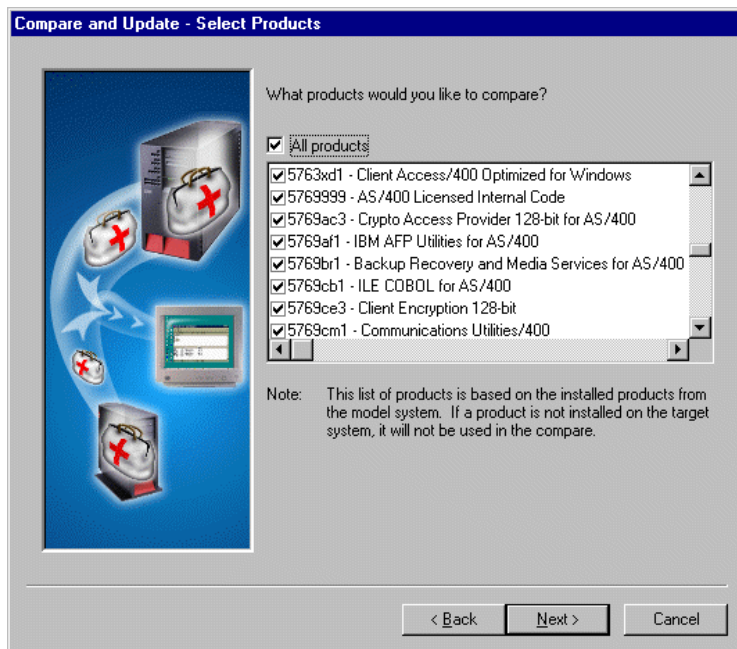 Compare and Update - Select Products
What products would you like to compare?
All products
5763xd1 - Client Access/400 Optimized for Windows
5769999 - AS/400 Licensed Internal Code
5769ac3 - Crypto Access Provider 128-bit for AS/400
5769af1 - IBM AFP Utilities for AS/400
5769br1 - Backup Recovery and Media Services for AS/400
5769cb1 - ILE COBOL for AS/400
5769ce3 - Client Encryption 128-bit
5769cm1 - Communications Utilities/400
Note: This list of products is based on the installed products from
the model system. If a product is not installed on the target
system, it will not be used in the compare.
< Back Next > Cancel